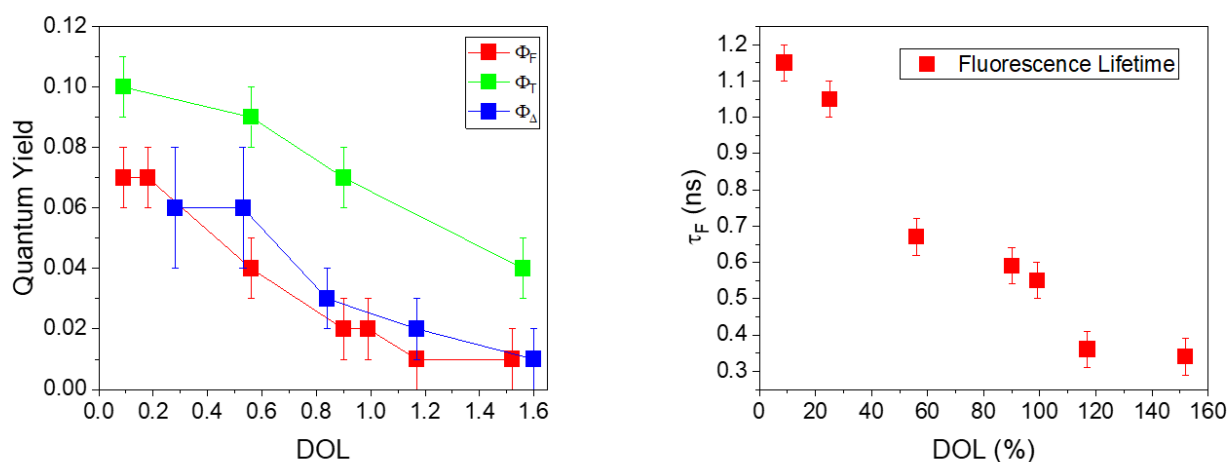 0.12
0.10
0.08
0.06
0.04
0.02
0.00
Quantum Yield
0.0 0.2 0.4 0.6 0.8 1.0 1.2 1.4 1.6
DOL
Φ_F
Φ_T
Φ_Δ
1.2
1.1
1.0
0.9
0.8
0.7
0.6
0.5
0.4
0.3
τ_F (ns)
0 20 40 60 80 100 120 140 160
DOL (%)
Fluorescence Lifetime